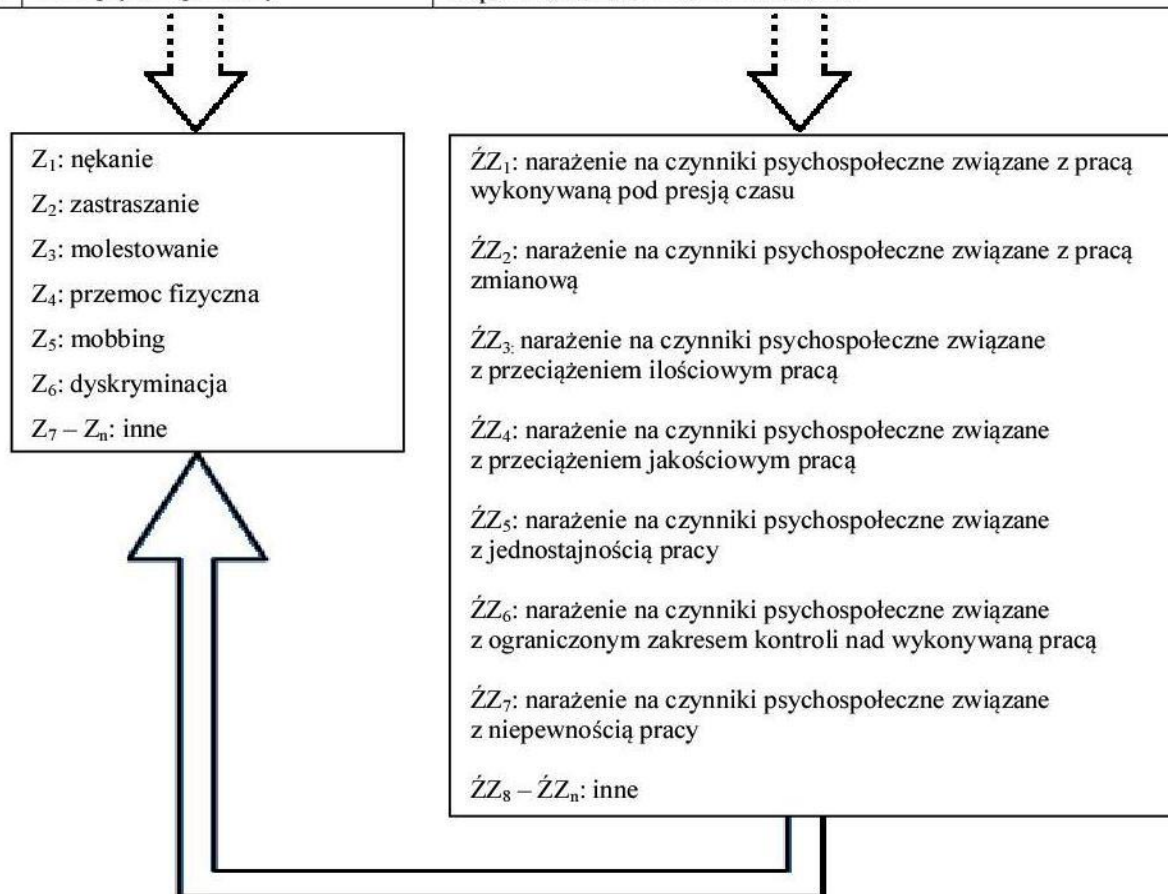 Z₁: nękanie
Z₂: zastraszanie
Z₃: molestowanie
Z₄: przemoc fizyczna
Z₅: mobbing
Z₆: dyskryminacja
Z₇ – Zₙ: inne
ŹZ₁: narażenie na czynniki psychospołeczne związane z pracą
wykonywaną pod presją czasu
ŹZ₂: narażenie na czynniki psychospołeczne związane z pracą
zmianową
ŹZ₃: narażenie na czynniki psychospołeczne związane
z przeciążeniem ilościowym pracą
ŹZ₄: narażenie na czynniki psychospołeczne związane
z przeciążeniem jakościowym pracą
ŹZ₅: narażenie na czynniki psychospołeczne związane
z jednostajnością pracy
ŹZ₆: narażenie na czynniki psychospołeczne związane
z ograniczonym zakresem kontroli nad wykonywaną pracą
ŹZ₇: narażenie na czynniki psychospołeczne związane
z niepewnością pracy
ŹZ₈ – ŹZₙ: inne